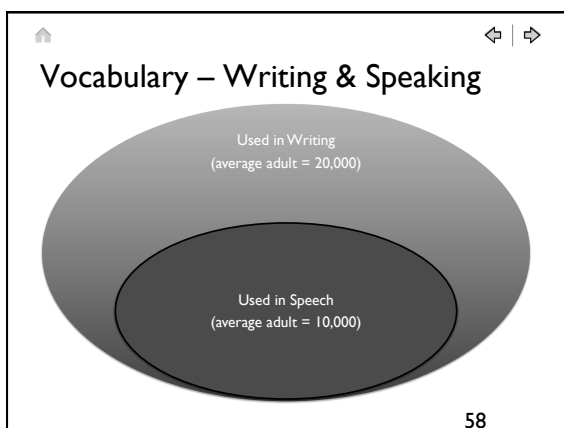 Vocabulary – Writing & Speaking
Used in Writing
(average adult = 20,000)
Used in Speech
(average adult = 10,000)
58